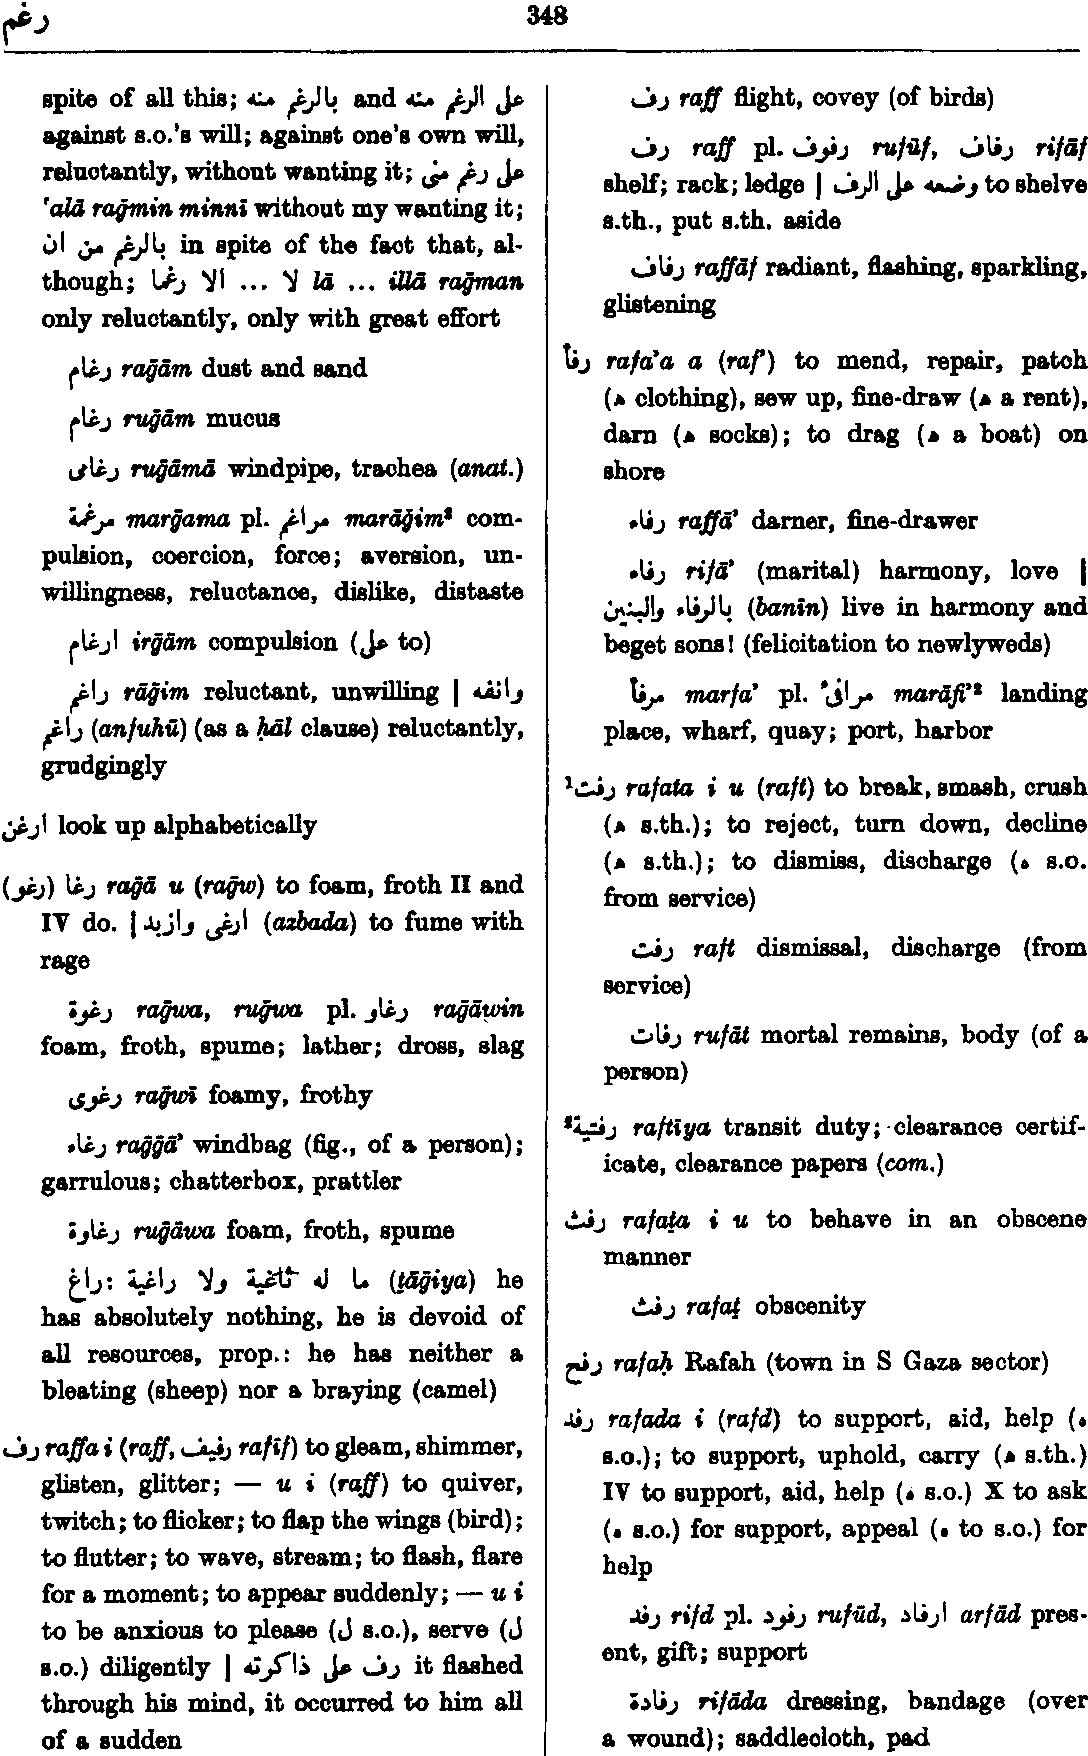 رغم
348
spite of all this; بالرغم منه and على الرغم منه
against s.o.'s will; against one's own will,
reluctantly, without wanting it; على رغم منى
'alā raḡmin minnī without my wanting it;
بالرغم من ان in spite of the fact that, al-
though; لا ... الا رغما lā ... illā raḡman
only reluctantly, only with great effort
رغام raḡām dust and sand
رغام ruḡām mucus
رغامى ruḡāmā windpipe, trachea (anat.)
مرغمة marḡama pl. مراغم marāḡim² com-
pulsion, coercion, force; aversion, un-
willingness, reluctance, dislike, distaste
ارغام irḡām compulsion (على to)
راغم rāḡim reluctant, unwilling | وانفه
راغم (anfuhū) (as a ḥāl clause) reluctantly,
grudgingly
ارغن look up alphabetically
(رغو) رغا raḡā u (raḡw) to foam, froth II and
IV do. | ارغى وازبد (azbada) to fume with
rage
رغوة raḡwa, ruḡwa pl. رغاو raḡāwin
foam, froth, spume; lather; dross, slag
رغوى raḡwī foamy, frothy
رغاء raḡḡā' windbag (fig., of a person);
garrulous; chatterbox, prattler
رغاوة ruḡāwa foam, froth, spume
راغ: ما له ثاغية ولا راغية (ṯāḡiya) he
has absolutely nothing, he is devoid of
all resources, prop.: he has neither a
bleating (sheep) nor a braying (camel)
رف raffa i (raff, رفيف rafīf) to gleam, shimmer,
glisten, glitter; — u i (raff) to quiver,
twitch; to flicker; to flap the wings (bird);
to flutter; to wave, stream; to flash, flare
for a moment; to appear suddenly; — u i
to be anxious to please (ل s.o.), serve (ل
s.o.) diligently | رف على ذاكرته it flashed
through his mind, it occurred to him all
of a sudden
رف raff flight, covey (of birds)
رف raff pl. رفوف rufūf, رفاف rifāf
shelf; rack; ledge | وضعه على الرف to shelve
s.th., put s.th. aside
رفاف raffāf radiant, flashing, sparkling,
glistening
رفأ rafa'a a (raf') to mend, repair, patch
(ه clothing), sew up, fine-draw (ه a rent),
darn (ه socks); to drag (ه a boat) on
shore
رفاء raffā' darner, fine-drawer
رفاء rifā' (marital) harmony, love |
بالرفاء والبنين (banīn) live in harmony and
beget sons! (felicitation to newlyweds)
مرفأ marfa' pl. مرافئ marāfi'² landing
place, wharf, quay; port, harbor
¹رفت rafata i u (raft) to break, smash, crush
(ه s.th.); to reject, turn down, decline
(ه s.th.); to dismiss, discharge (ه s.o.
from service)
رفت raft dismissal, discharge (from
service)
رفات rufāt mortal remains, body (of a
person)
²رفتية raftīya transit duty; clearance certif-
icate, clearance papers (com.)
رفث rafaṯa i u to behave in an obscene
manner
رفث rafaṯ obscenity
رفح rafaḥ Rafah (town in S Gaza sector)
رفد rafada i (rafd) to support, aid, help (ه
s.o.); to support, uphold, carry (ه s.th.)
IV to support, aid, help (ه s.o.) X to ask
(ه s.o.) for support, appeal (ه to s.o.) for
help
رفد rifd pl. رفود rufūd, ارفاد arfād pres-
ent, gift; support
رفادة rifāda dressing, bandage (over
a wound); saddlecloth, pad